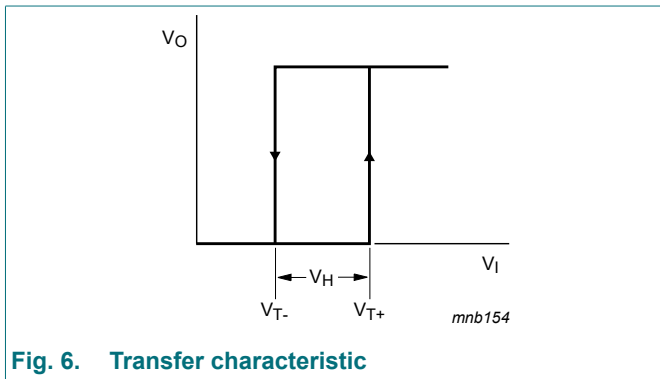 VO
VI
VH
VT-
VT+
mnb154
Fig. 6. Transfer characteristic